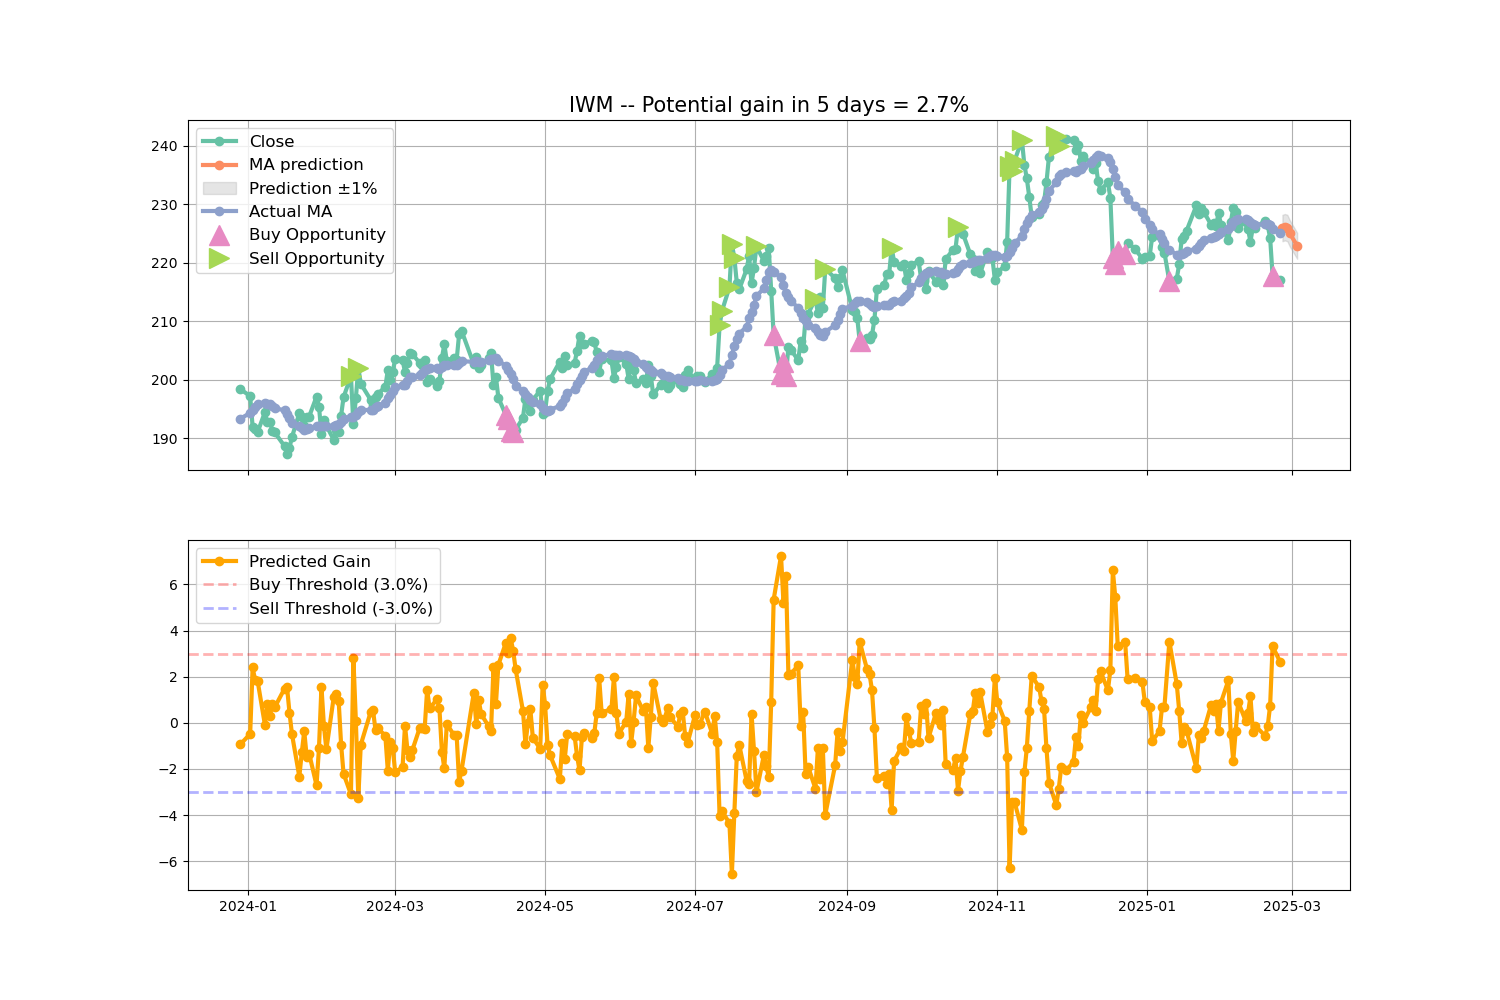 IWM -- Potential gain in 5 days = 2.7%
240
230
220
210
200
190
Close
MA prediction
Prediction ±1%
Actual MA
Buy Opportunity
Sell Opportunity
6
4
2
0
−2
−4
−6
Predicted Gain
Buy Threshold (3.0%)
Sell Threshold (-3.0%)
2024-01 2024-03 2024-05 2024-07 2024-09 2024-11 2025-01 2025-03